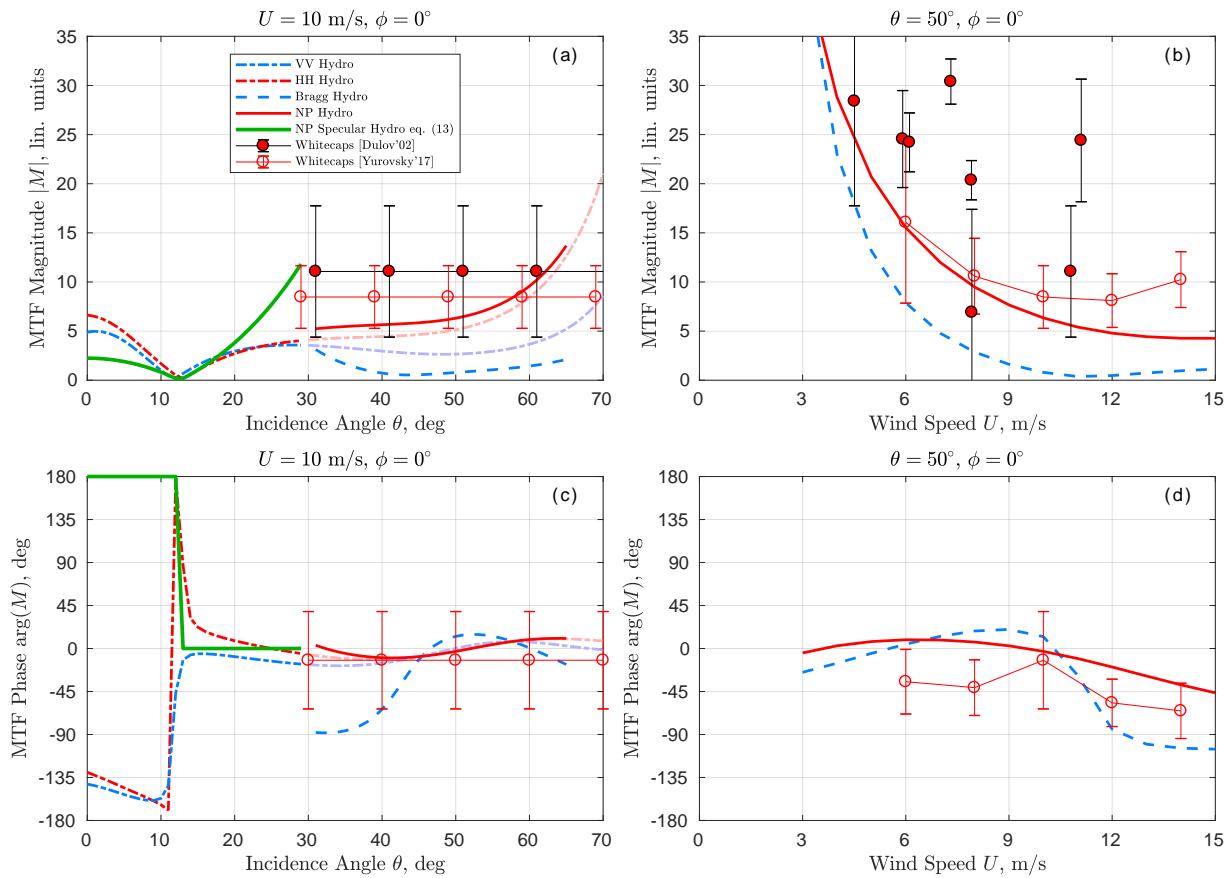 U = 10 m/s, ϕ = 0°
(a)
VV Hydro
HH Hydro
Bragg Hydro
NP Hydro
NP Specular Hydro eq. (13)
Whitecaps [Dulov'02]
Whitecaps [Yurovsky'17]
MTF Magnitude |M|, lin. units
35
30
25
20
15
10
5
0
0 10 20 30 40 50 60 70
Incidence Angle θ, deg
θ = 50°, ϕ = 0°
(b)
MTF Magnitude |M|, lin. units
35
30
25
20
15
10
5
0
0 3 6 9 12 15
Wind Speed U, m/s
U = 10 m/s, ϕ = 0°
(c)
MTF Phase arg(M), deg
180
135
90
45
0
-45
-90
-135
-180
0 10 20 30 40 50 60 70
Incidence Angle θ, deg
θ = 50°, ϕ = 0°
(d)
MTF Phase arg(M), deg
180
135
90
45
0
-45
-90
-135
-180
0 3 6 9 12 15
Wind Speed U, m/s